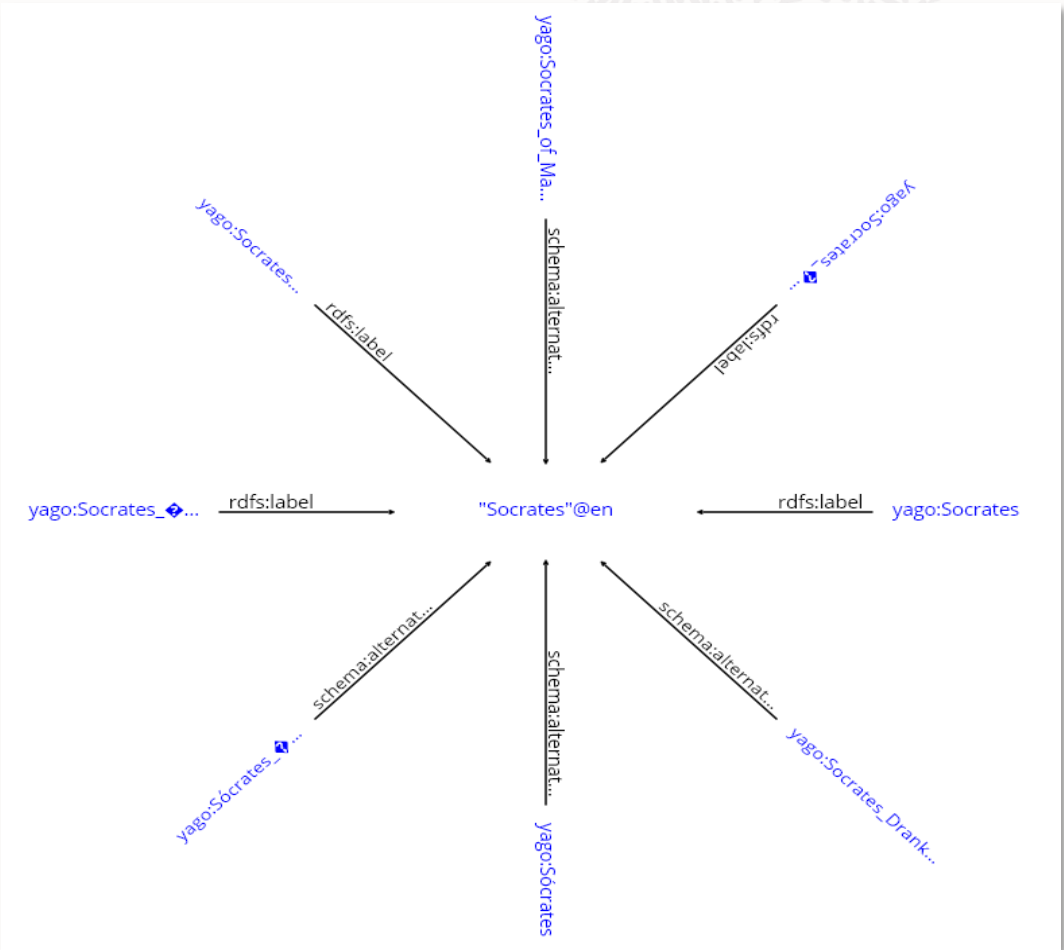 yago:Socrates_of_Ma...
schema:alternat...
yago:Socrates...
rdfs:label
yago:Socrates_�...
rdfs:label
yago:Socrates_�...
rdfs:label
"Socrates"@en
rdfs:label
yago:Socrates
yago:Sócrates_�...
schema:alternat...
schema:alternat...
yago:Sócrates
schema:alternat...
yago:Socrates_Drank...